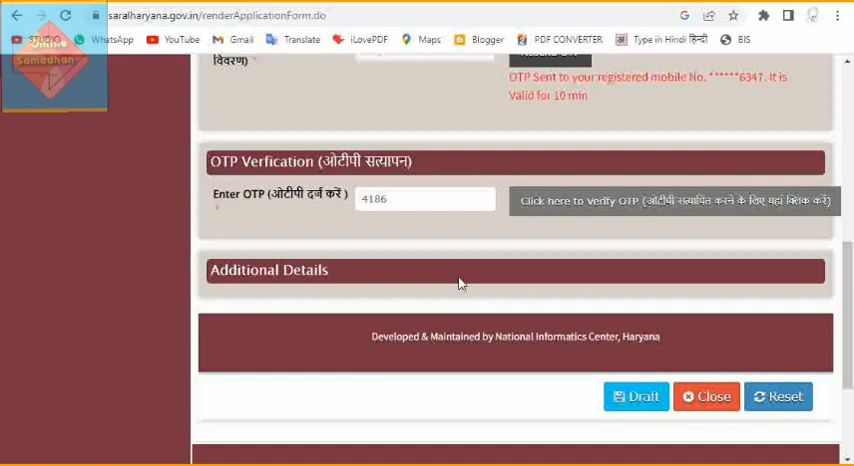 saralharyana.gov.in/renderApplicationForm.do
STUDIO WhatsApp YouTube Gmail Translate iLovePDF Maps Blogger PDF CONVERTER Type in Hindi हिन्दी BIS
Online
Samadhan
विवरण) *
OTP Sent to your registered mobile No. ******6347. It is
Valid for 10 min
OTP Verfication (ओटीपी सत्यापन)
Enter OTP (ओटीपी दर्ज करें )
*
4186
Click here to Verify OTP (ओटीपी सत्यापित करने के लिए यहां क्लिक करें)
Additional Details
Developed & Maintained by National Informatics Center, Haryana
Draft Close Reset